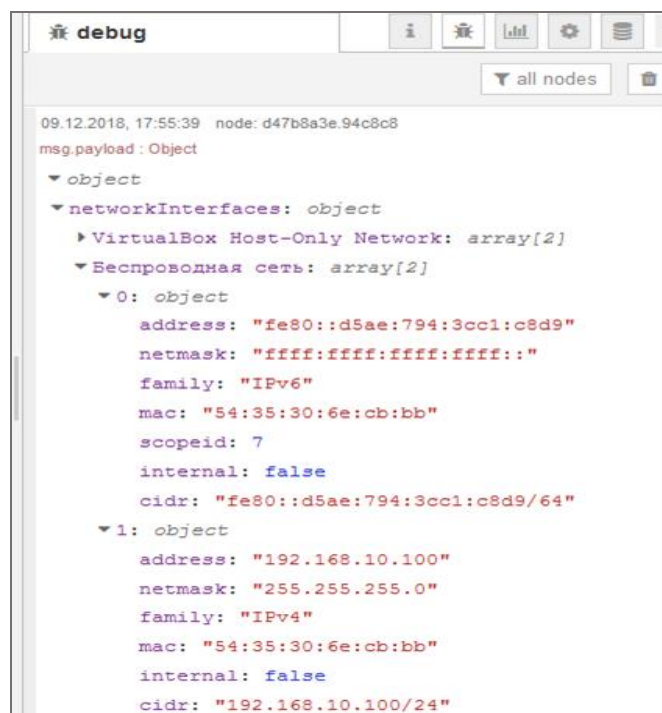 debug
all nodes
09.12.2018, 17:55:39 node: d47b8a3e.94c8c8
msg.payload : Object
object
networkInterfaces: object
VirtualBox Host-Only Network: array[2]
Беспроводная сеть: array[2]
0: object
address: "fe80::d5ae:794:3cc1:c8d9"
netmask: "ffff:ffff:ffff:ffff::"
family: "IPv6"
mac: "54:35:30:6e:cb:bb"
scopeid: 7
internal: false
cidr: "fe80::d5ae:794:3cc1:c8d9/64"
1: object
address: "192.168.10.100"
netmask: "255.255.255.0"
family: "IPv4"
mac: "54:35:30:6e:cb:bb"
internal: false
cidr: "192.168.10.100/24"